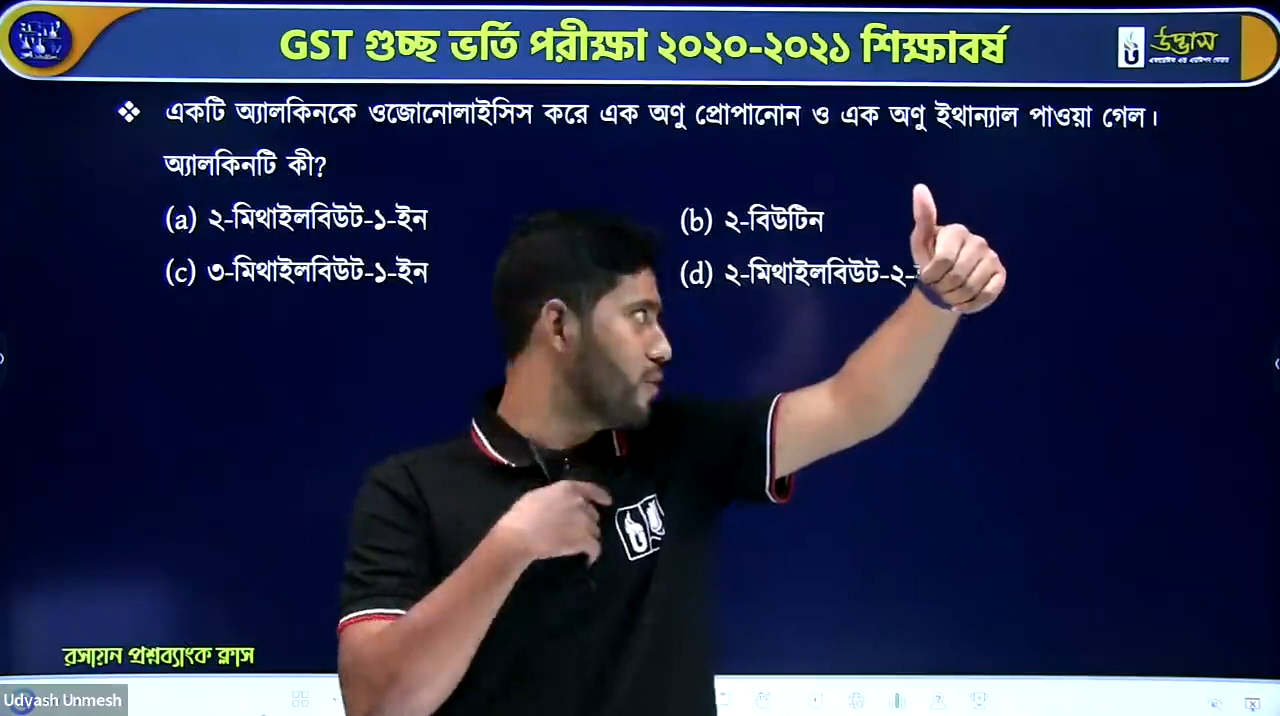 GST গুচ্ছ ভর্তি পরীক্ষা ২০২০-২০২১ শিক্ষাবর্ষ
উদ্ভাস
❖ একটি অ্যালকিনকে ওজোনোলাইসিস করে এক অণু প্রোপানোন ও এক অণু ইথান্যাল পাওয়া গেল।
অ্যালকিনটি কী?
(a) ২-মিথাইলবিউট-১-ইন
(b) ২-বিউটিন
(c) ৩-মিথাইলবিউট-১-ইন
(d) ২-মিথাইলবিউট-২-
রসায়ন প্রশ্নব্যাংক ক্লাস
Udvash Unmesh